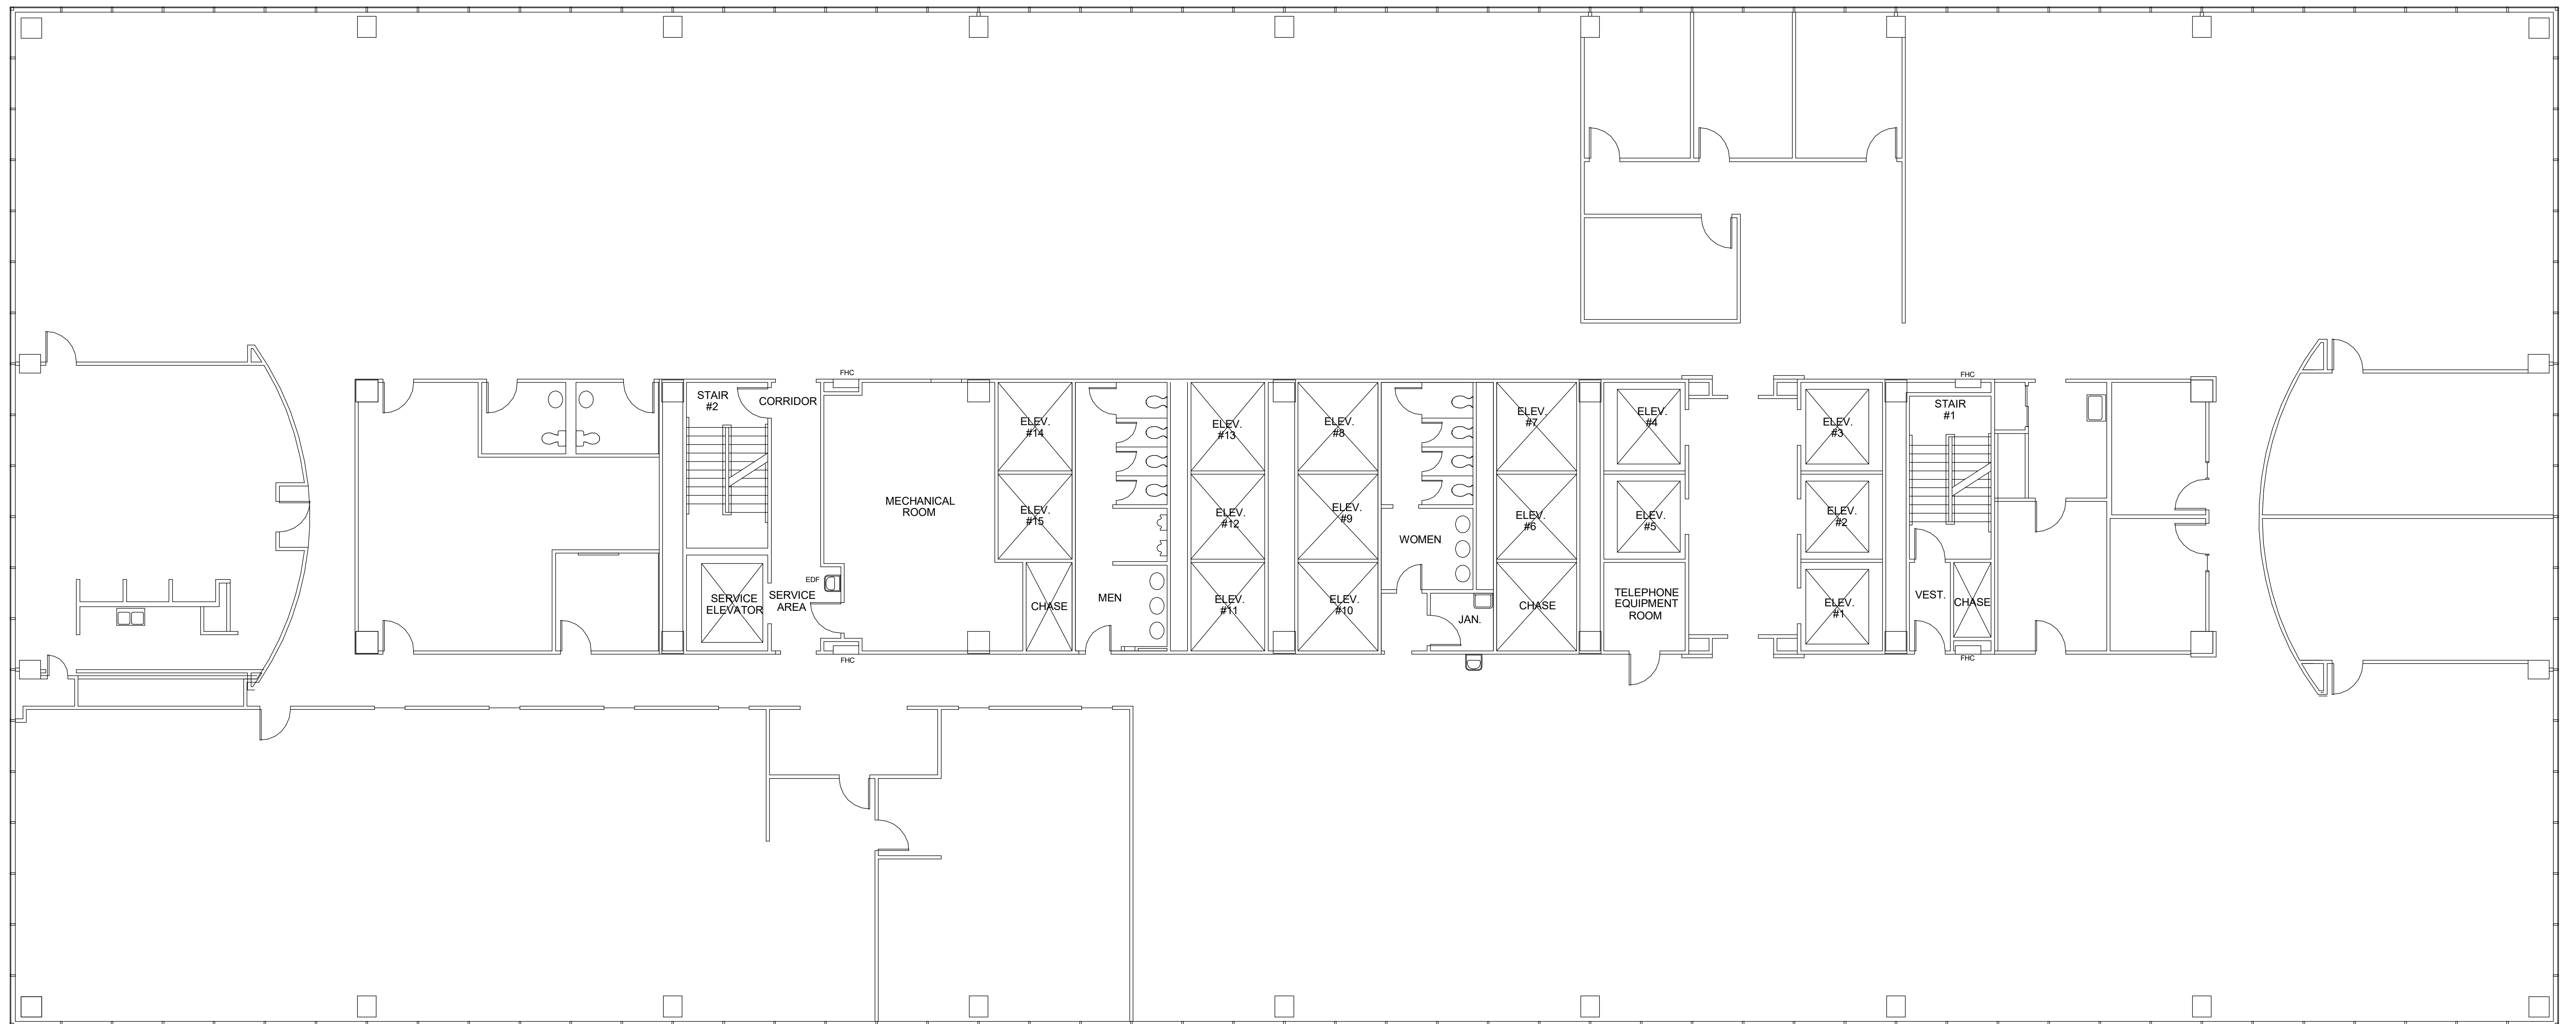 FHC
STAIR
#2
CORRIDOR
MECHANICAL
ROOM
EDF
SERVICE
ELEVATOR
SERVICE
AREA
FHC
ELEV.
#14
ELEV.
#15
CHASE
MEN
ELEV.
#13
ELEV.
#12
ELEV.
#11
ELEV.
#8
ELEV.
#9
ELEV.
#10
WOMEN
JAN.
ELEV.
#7
ELEV.
#6
CHASE
ELEV.
#4
ELEV.
#5
TELEPHONE
EQUIPMENT
ROOM
ELEV.
#3
ELEV.
#2
ELEV.
#1
FHC
STAIR
#1
VEST.
CHASE
FHC